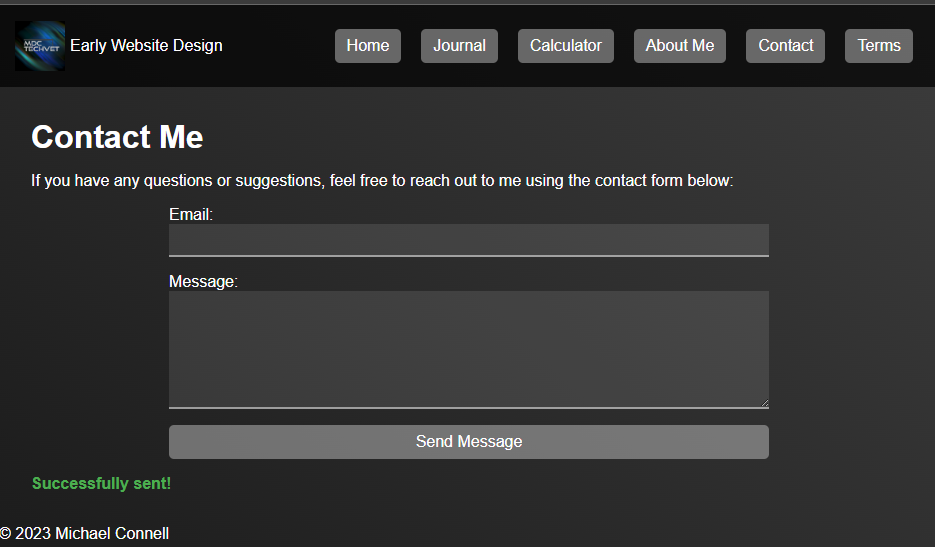 MDC
TECHVET
Early Website Design
Home
Journal
Calculator
About Me
Contact
Terms
Contact Me
If you have any questions or suggestions, feel free to reach out to me using the contact form below:
Email:
Message:
Send Message
Successfully sent!
© 2023 Michael Connell